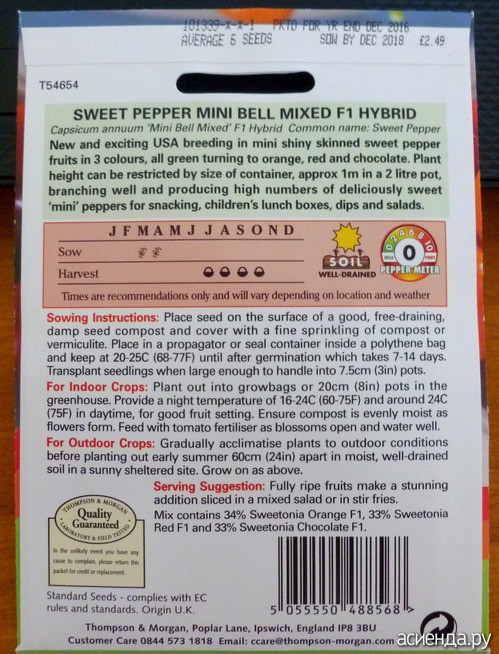 101339-X-X-1 PKTD FOR YR END DEC 2016
AVERAGE 6 SEEDS SOW BY DEC 2018 £2.49
T54654
SWEET PEPPER MINI BELL MIXED F1 HYBRID
Capsicum annuum 'Mini Bell Mixed' F1 Hybrid Common name: Sweet Pepper
New and exciting USA breeding in mini shiny skinned sweet pepper
fruits in 3 colours, all green turning to orange, red and chocolate. Plant
height can be restricted by size of container, approx 1m in a 2 litre pot,
branching well and producing high numbers of deliciously sweet
'mini' peppers for snacking, children's lunch boxes, dips and salads.
J F M A M J J A S O N D
Sow
Harvest
SOIL
WELL-DRAINED
0 2 4 6 8 10
MILD 0 FIERY
PEPPER METER
Times are recommendations only and will vary depending on location and weather
Sowing Instructions: Place seed on the surface of a good, free-draining,
damp seed compost and cover with a fine sprinkling of compost or
vermiculite. Place in a propagator or seal container inside a polythene bag
and keep at 20-25C (68-77F) until after germination which takes 7-14 days.
Transplant seedlings when large enough to handle into 7.5cm (3in) pots.
For Indoor Crops: Plant out into growbags or 20cm (8in) pots in the
greenhouse. Provide a night temperature of 16-24C (60-75F) and around 24C
(75F) in daytime, for good fruit setting. Ensure compost is evenly moist as
flowers form. Feed with tomato fertiliser as blossoms open and water well.
For Outdoor Crops: Gradually acclimatise plants to outdoor conditions
before planting out early summer 60cm (24in) apart in moist, well-drained
soil in a sunny sheltered site. Grow on as above.
Serving Suggestion: Fully ripe fruits make a stunning
addition sliced in a mixed salad or in stir fries.
Mix contains 34% Sweetonia Orange F1, 33% Sweetonia
Red F1 and 33% Sweetonia Chocolate F1.
THOMPSON & MORGAN
Quality
Guaranteed
LABORATORY & FIELD TESTED
In the unlikely event you have any
cause to complain, please return this
packet for credit or replacement.
Standard Seeds - complies with EC
rules and standards. Origin U.K.
5 055550 488568 >
Thompson & Morgan, Poplar Lane, Ipswich, England IP8 3BU
Customer Care 0844 573 1818 Email: ccare@thompson-morgan.com
асиенда.ру